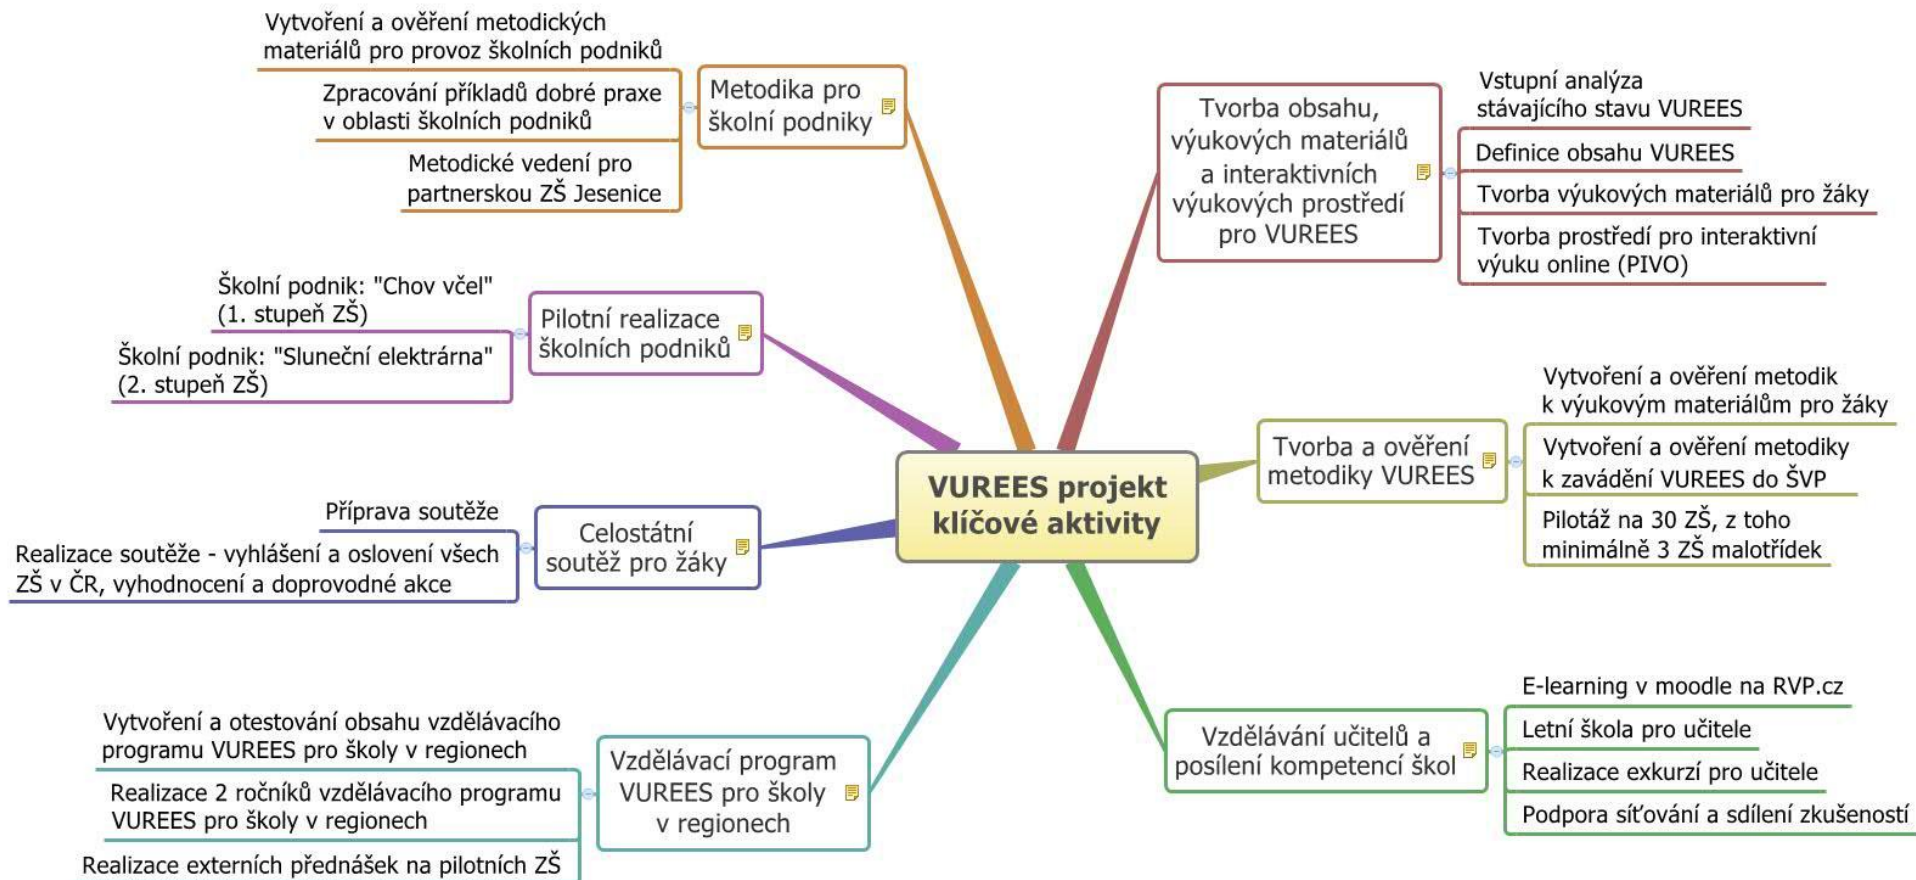 VUREES projekt
klíčové aktivity
Tvorba obsahu,
výukových materiálů
a interaktivních
výukových prostředí
pro VUREES
Vstupní analýza
stávajícího stavu VUREES
Definice obsahu VUREES
Tvorba výukových materiálů pro žáky
Tvorba prostředí pro interaktivní
výuku online (PIVO)
Tvorba a ověření
metodiky VUREES
Vytvoření a ověření metodik
k výukovým materiálům pro žáky
Vytvoření a ověření metodiky
k zavádění VUREES do ŠVP
Pilotáž na 30 ZŠ, z toho
minimálně 3 ZŠ malotřídek
Vzdělávání učitelů a
posílení kompetencí škol
E-learning v moodle na RVP.cz
Letní škola pro učitele
Realizace exkurzí pro učitele
Podpora síťování a sdílení zkušeností
Vzdělávací program
VUREES pro školy
v regionech
Vytvoření a otestování obsahu vzdělávacího
programu VUREES pro školy v regionech
Realizace 2 ročníků vzdělávacího programu
VUREES pro školy v regionech
Realizace externích přednášek na pilotních ZŠ
Celostátní
soutěž pro žáky
Příprava soutěže
Realizace soutěže - vyhlášení a oslovení všech
ZŠ v ČR, vyhodnocení a doprovodné akce
Pilotní realizace
školních podniků
Školní podnik: "Chov včel"
(1. stupeň ZŠ)
Školní podnik: "Sluneční elektrárna"
(2. stupeň ZŠ)
Metodika pro
školní podniky
Vytvoření a ověření metodických
materiálů pro provoz školních podniků
Zpracování příkladů dobré praxe
v oblasti školních podniků
Metodické vedení pro
partnerskou ZŠ Jesenice